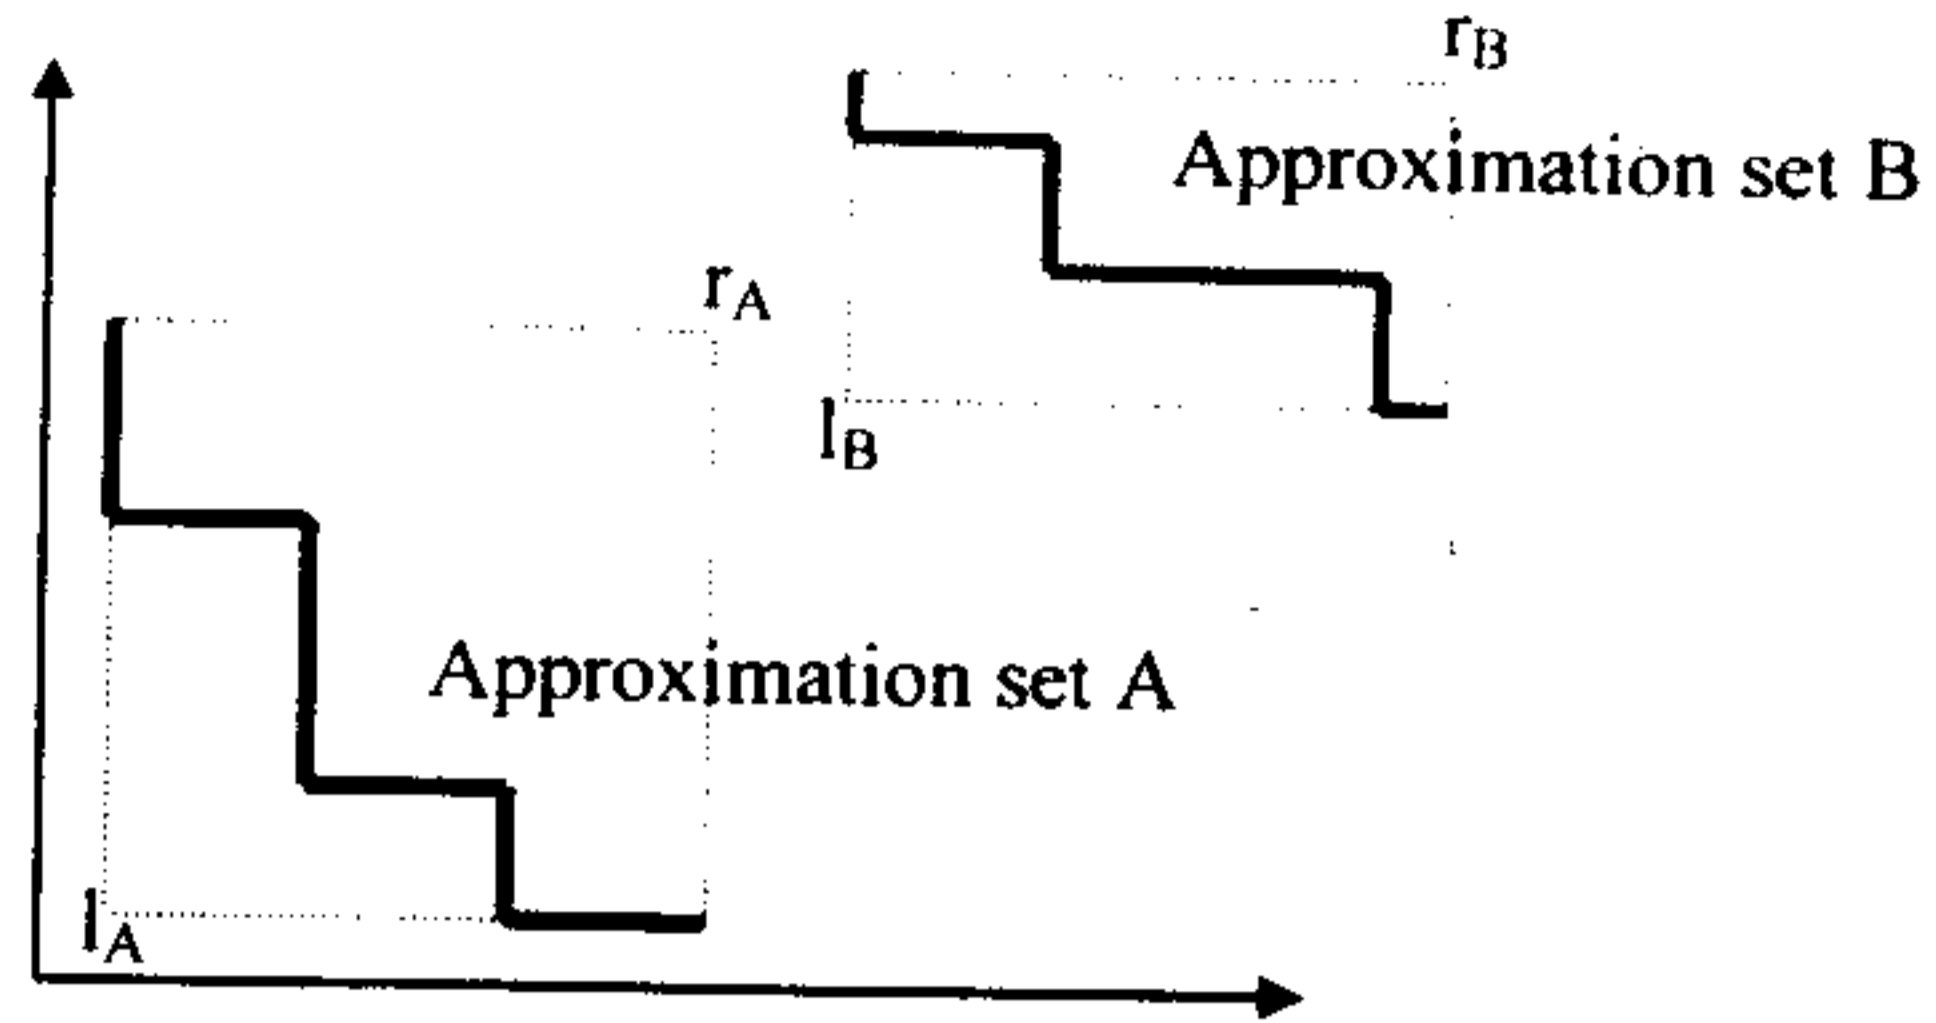 r_B
Approximation set B
r_A
l_B
Approximation set A
l_A